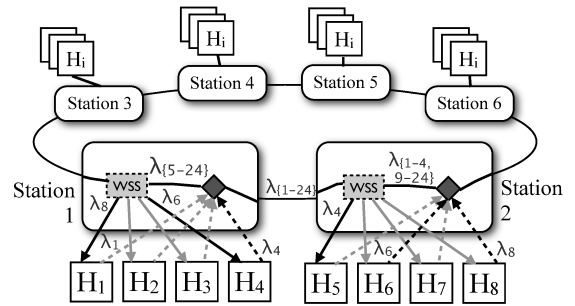 Hi Hi Hi Hi
Station 3 Station 4 Station 5 Station 6
Station 1
WSS λ{5-24}
λ8 λ6
λ1 λ4
λ{1-24}
WSS λ{1-4, 9-24}
Station 2
λ4 λ6 λ8
H1 H2 H3 H4 H5 H6 H7 H8